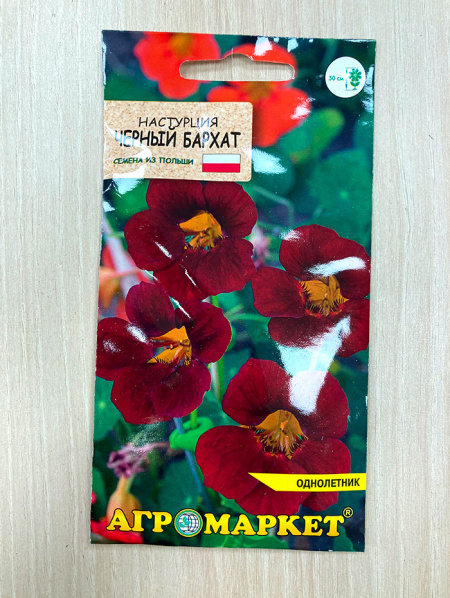 30 см
НАСТУРЦИЯ
ЧЕРНЫЙ БАРХАТ
СЕМЕНА ИЗ ПОЛЬШИ
ОДНОЛЕТНИК
АГРОМАРКЕТ®